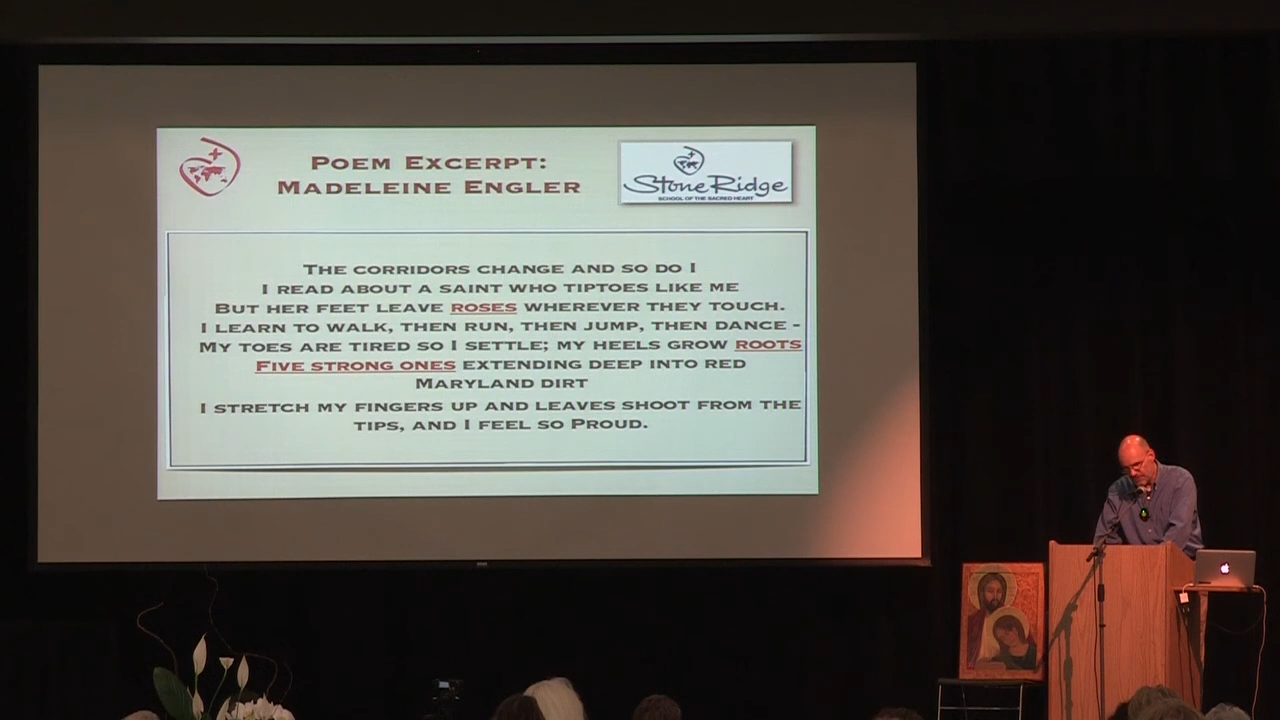 Poem Excerpt:
Madeleine Engler
Stone Ridge
SCHOOL OF THE SACRED HEART
The corridors change and so do I
I read about a saint who tiptoes like me
But her feet leave roses wherever they touch.
I learn to walk, then run, then jump, then dance -
My toes are tired so I settle; my heels grow roots
Five strong ones extending deep into red
Maryland dirt
I stretch my fingers up and leaves shoot from the
tips, and I feel so Proud.